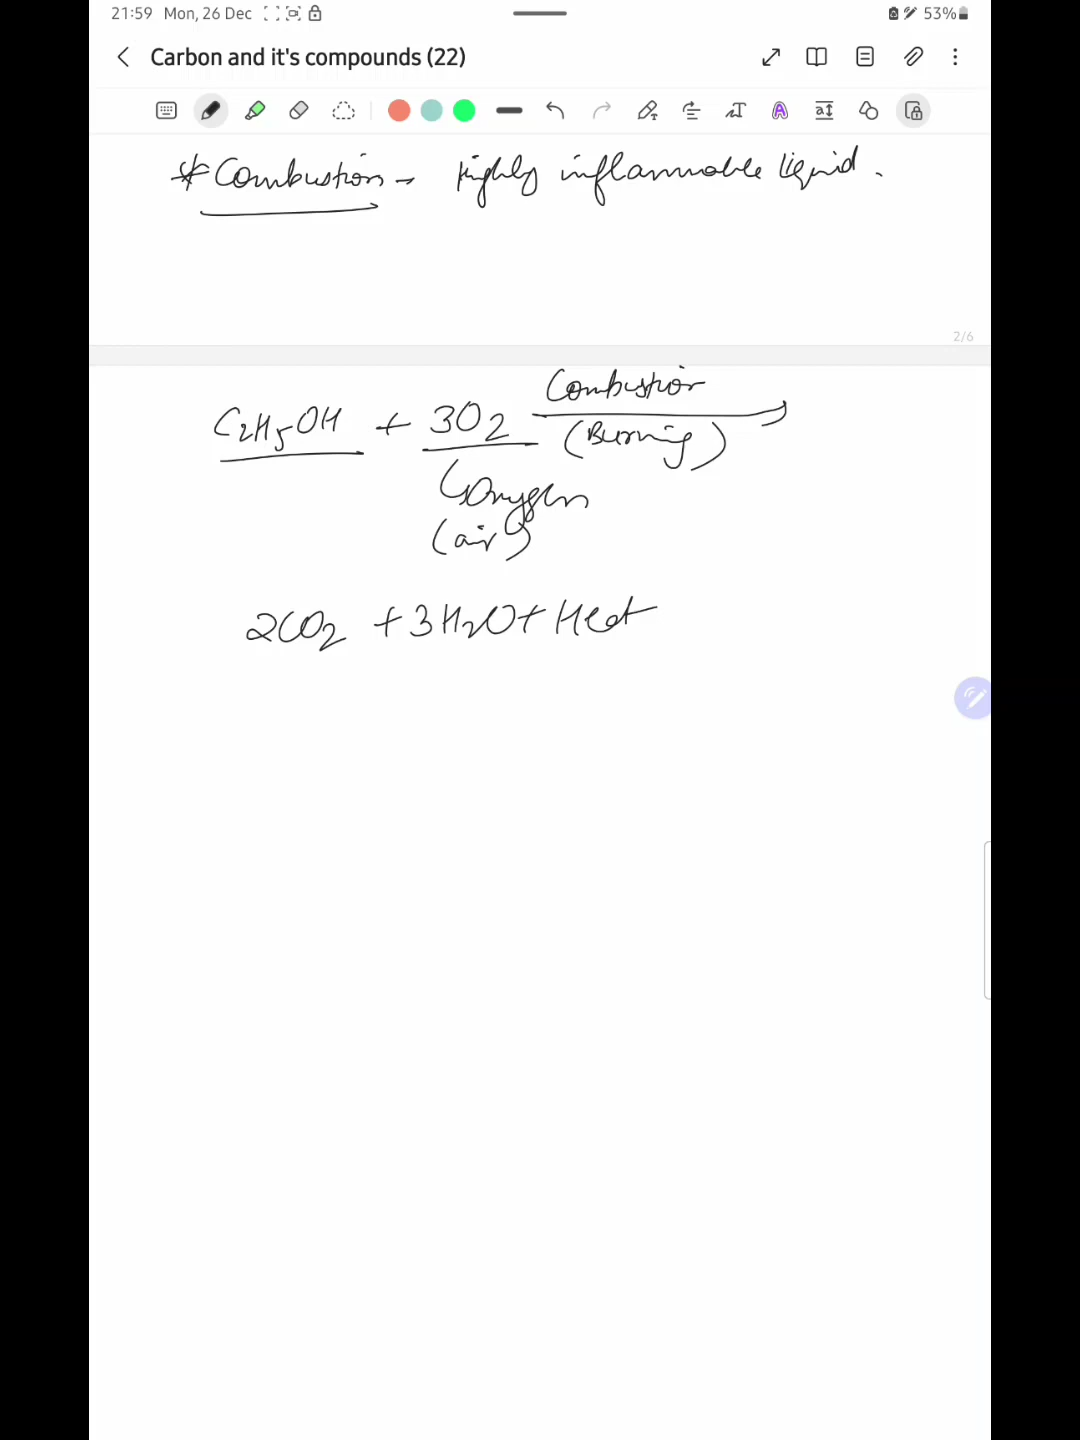 21:59 Mon, 26 Dec 53%
Carbon and it's compounds (22)
*Combustion → Highly inflammable liquid.
2/6
Combustion
C₂H₅OH + 3O₂ (Burning)
↳Oxygen
(air)
2CO₂ + 3H₂O + Heat